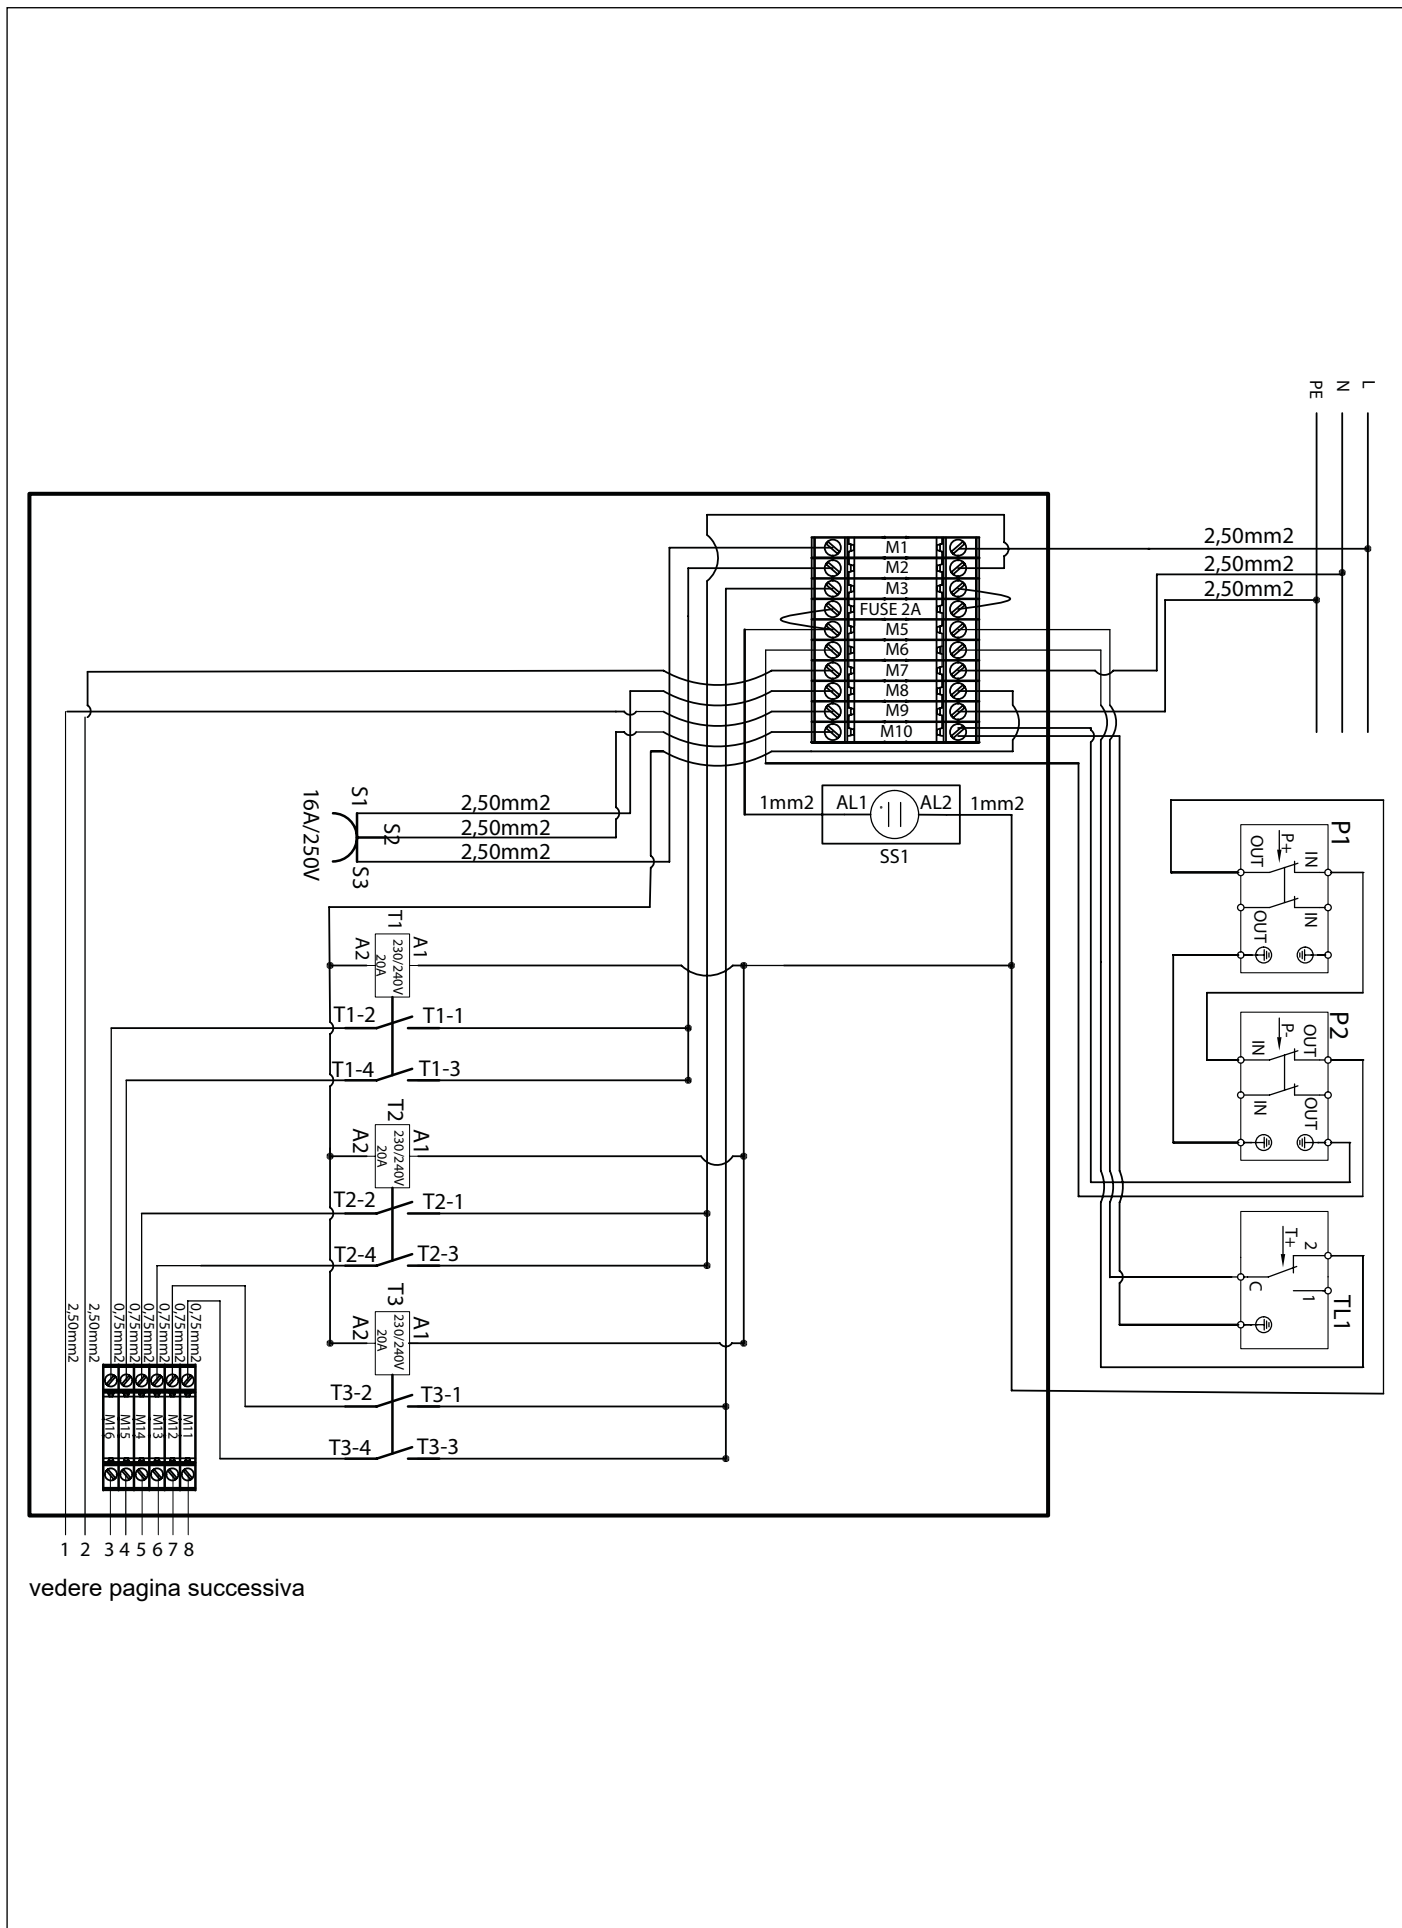 L
N
PE
2,50mm2
2,50mm2
2,50mm2
M1
M2
M3
FUSE 2A
M5
M6
M7
M8
M9
M10
1mm2
AL1
AL2
1mm2
SS1
S1
S2
S3
16A/250V
2,50mm2
2,50mm2
2,50mm2
P1
P+
OUT
IN
OUT
IN
P2
P-
IN
OUT
IN
OUT
TL1
T+
2
C
1
T1
A2
230/240V
20A
A1
T1-2
T1-1
T1-4
T1-3
T2
A2
230/240V
20A
A1
T2-2
T2-1
T2-4
T2-3
T3
A2
230/240V
20A
A1
T3-2
T3-1
T3-4
T3-3
2,50mm2
2,50mm2
0,75mm2
0,75mm2
0,75mm2
0,75mm2
0,75mm2
0,75mm2
M16
M15
M14
M13
M12
M11
1 2 3 4 5 6 7 8
vedere pagina successiva